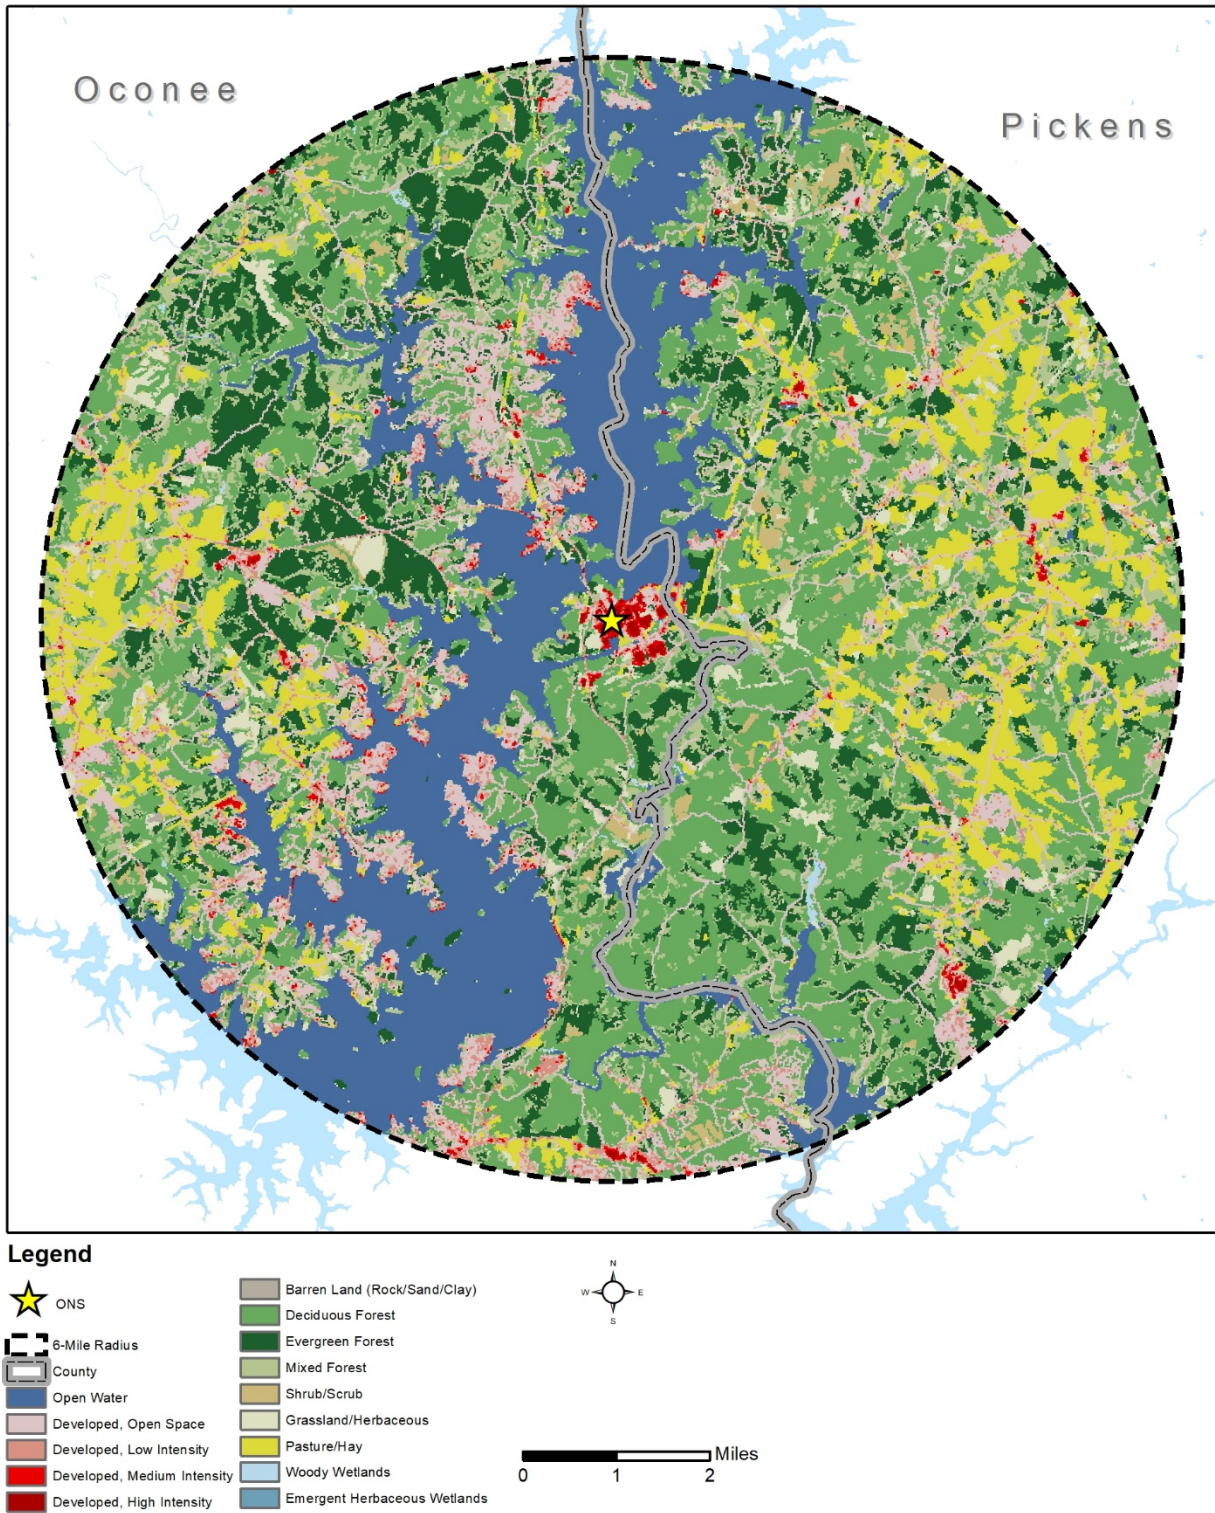 Oconee
Pickens
Legend
ONS
6-Mile Radius
County
Open Water
Developed, Open Space
Developed, Low Intensity
Developed, Medium Intensity
Developed, High Intensity
Barren Land (Rock/Sand/Clay)
Deciduous Forest
Evergreen Forest
Mixed Forest
Shrub/Scrub
Grassland/Herbaceous
Pasture/Hay
Woody Wetlands
Emergent Herbaceous Wetlands
N
W E
S
Miles
0 1 2